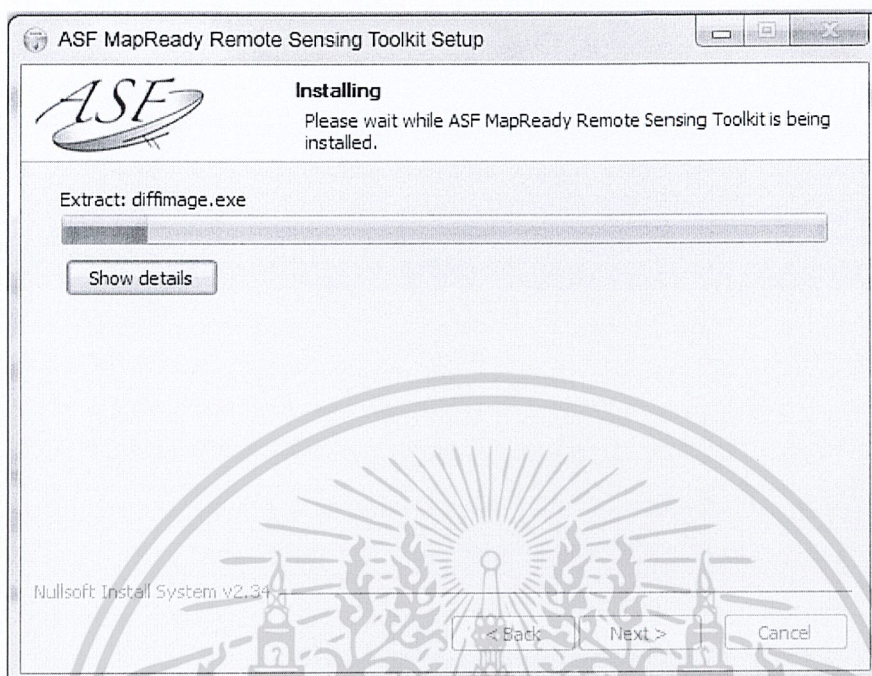 ASF MapReady Remote Sensing Toolkit Setup
ASF
Installing
Please wait while ASF MapReady Remote Sensing Toolkit is being
installed.
Extract: diffimage.exe
Show details
Nullsoft Install System v2.34
< Back
Next >
Cancel